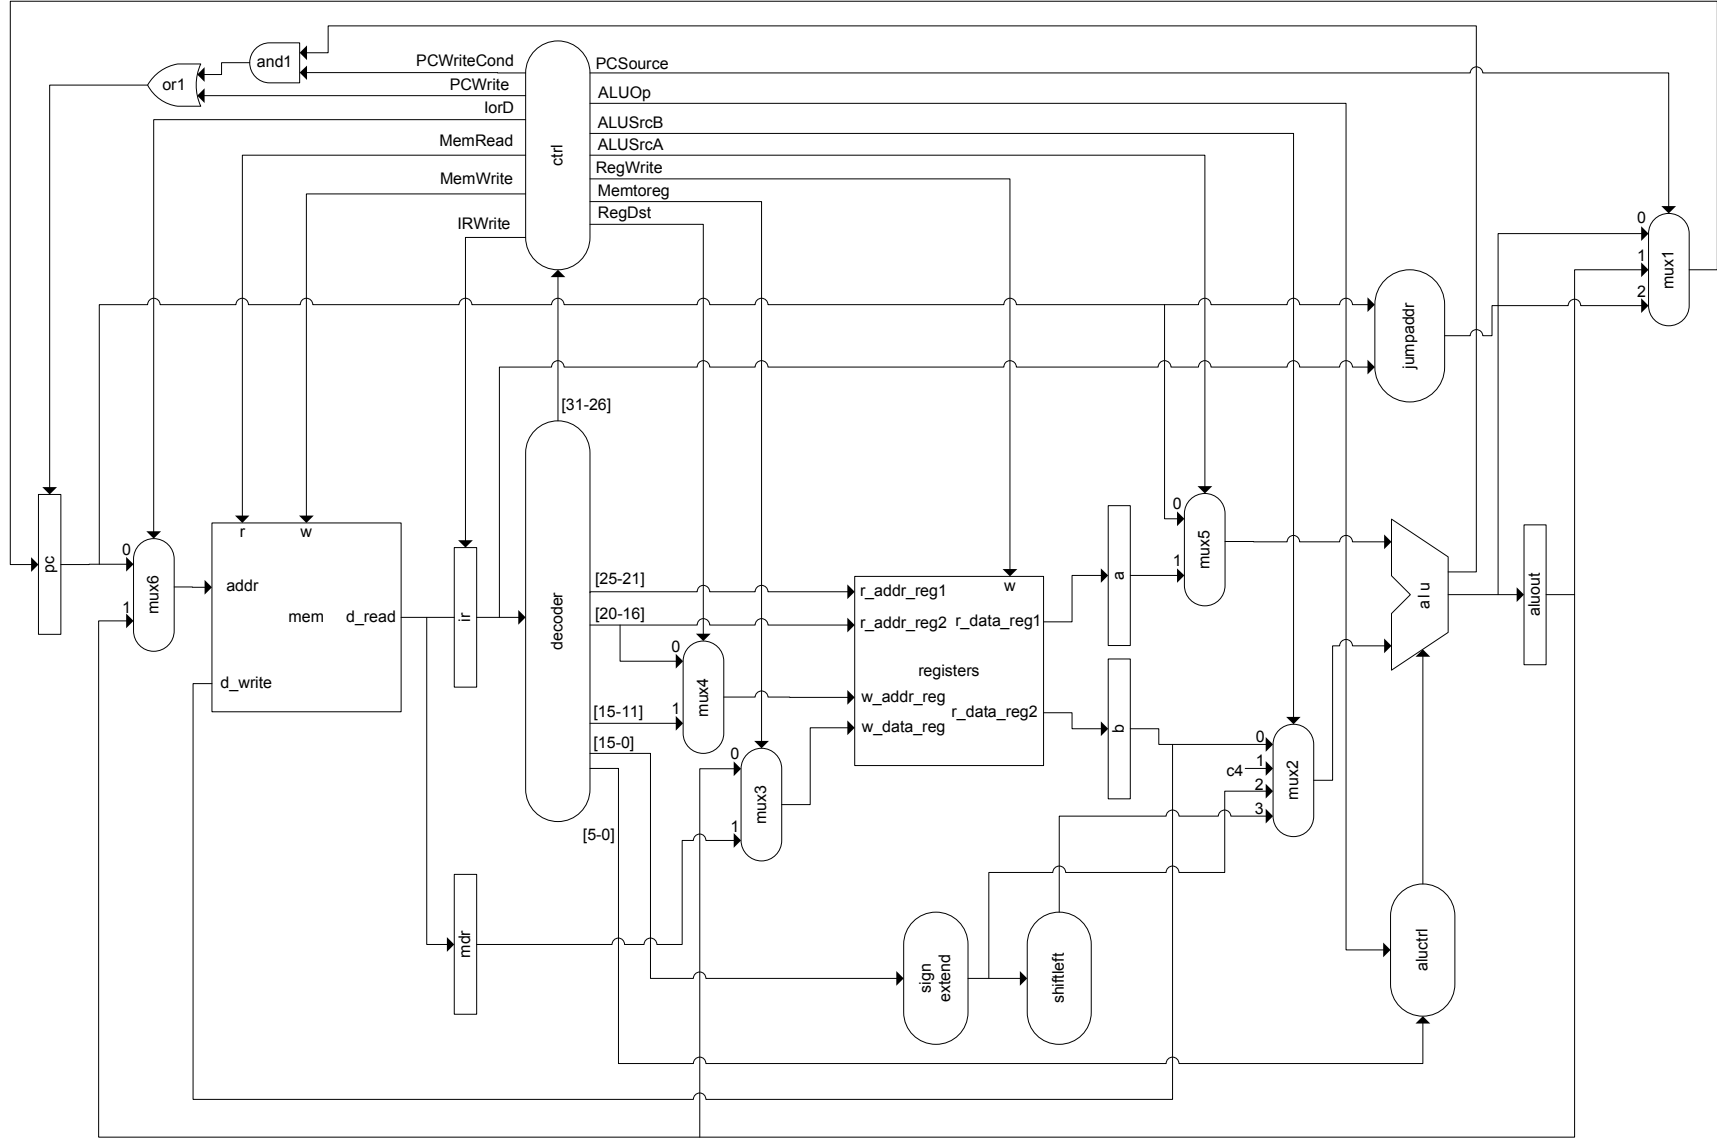 and1
or1
PCWriteCond
PCWrite
IorD
MemRead
MemWrite
IRWrite
ctrl
PCSource
ALUOp
ALUSrcB
ALUSrcA
RegWrite
Memtoreg
RegDst
0
1
2
mux1
jumpaddr
[31-26]
pc
0
1
mux6
r
w
addr
mem
d_read
d_write
ir
decoder
[25-21]
[20-16]
[15-11]
[15-0]
[5-0]
0
1
mux4
0
1
mux3
w
r_addr_reg1
r_addr_reg2
r_data_reg1
registers
w_addr_reg
r_data_reg2
w_data_reg
a
b
0
1
mux5
0
c4
1
2
3
mux2
alu
aluout
mdr
sign
extend
shiftleft
aluctrl